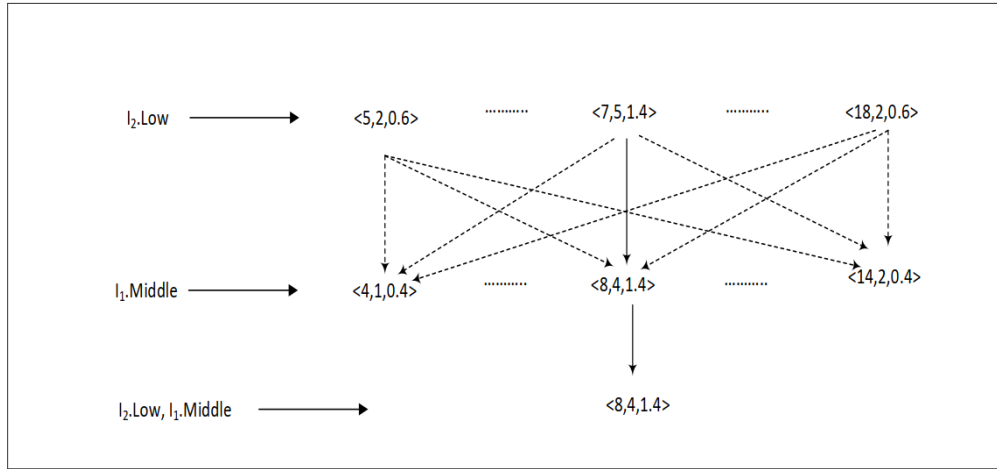 I₂.Low <5,2,0.6> ........... <7,5,1.4> ........... <18,2,0.6>
I₁.Middle <4,1,0.4> ........... <8,4,1.4> ........... <14,2,0.4>
I₂.Low, I₁.Middle <8,4,1.4>